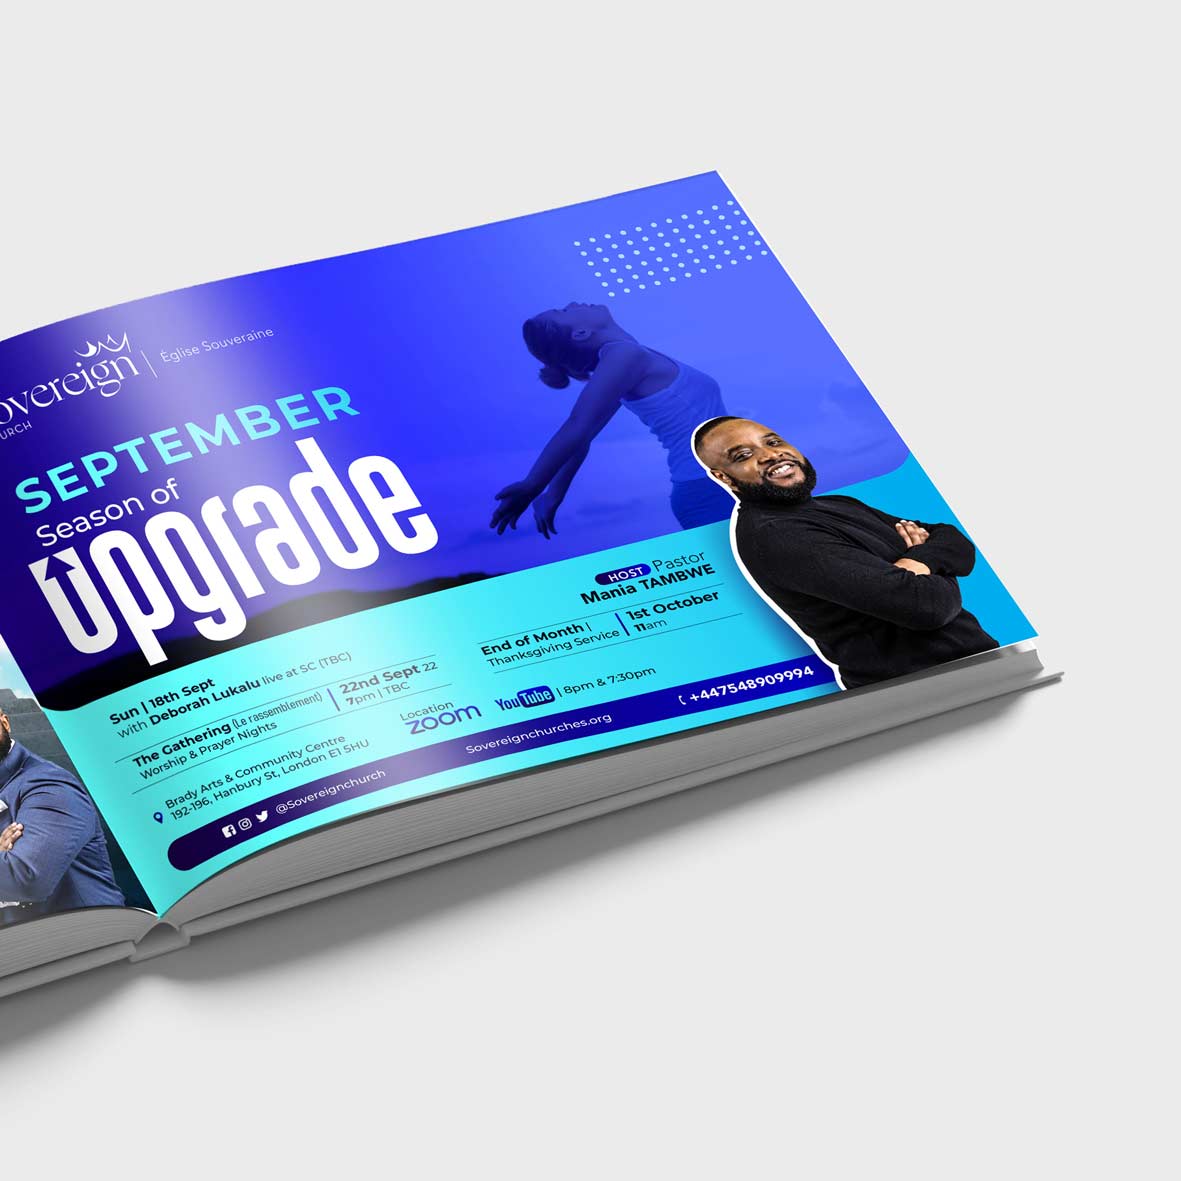 Sovereign
CHURCH
Église Souveraine
SEPTEMBER
Season of
upgrade
Sun | 18th Sept
with Deborah Lukalu live at SC (TBC)
The Gathering (Le rassemblement)
Worship & Prayer Nights
22nd Sept 22
7pm | TBC
Brady Arts & Community Centre
192-196, Hanbury St, London E1 5HU
Location
zoom
YouTube | 8pm & 7:30pm
HOST Pastor
Mania TAMBWE
End of Month |
Thanksgiving Service
1st October
11am
@Sovereignchurch
Sovereignchurches.org
+447548909994